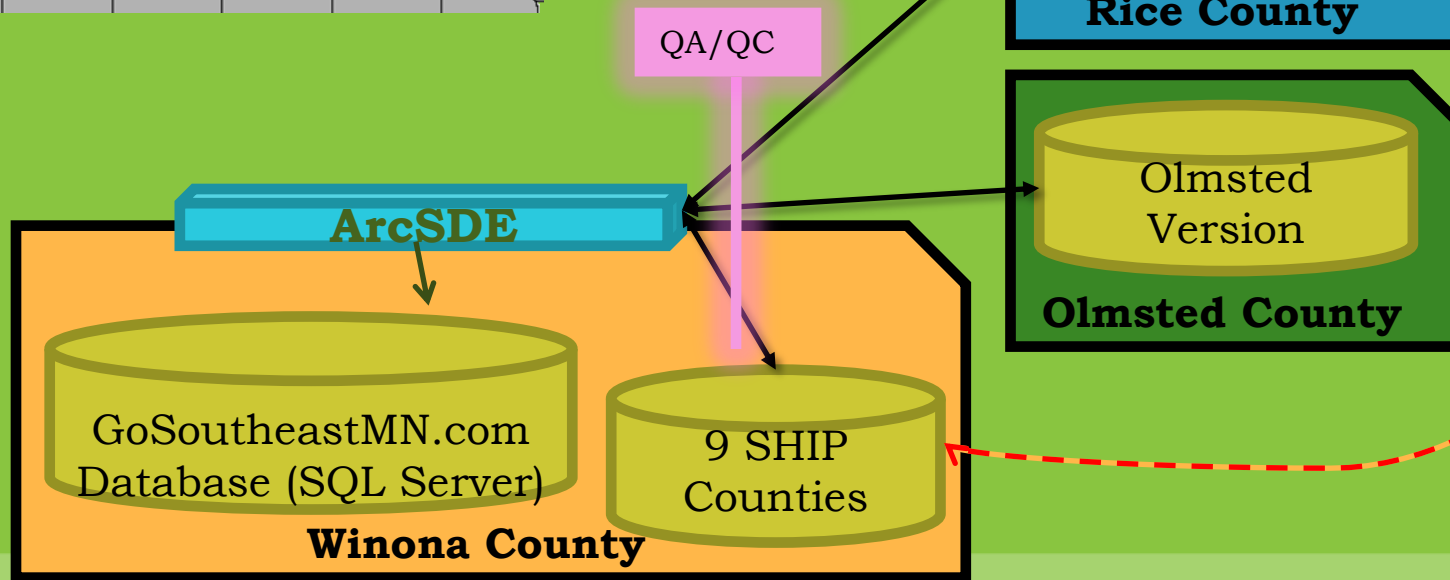 Rice County
QA/QC
Olmsted
Version
ArcSDE
Olmsted County
GoSoutheastMN.com
Database (SQL Server)
9 SHIP
Counties
Winona County